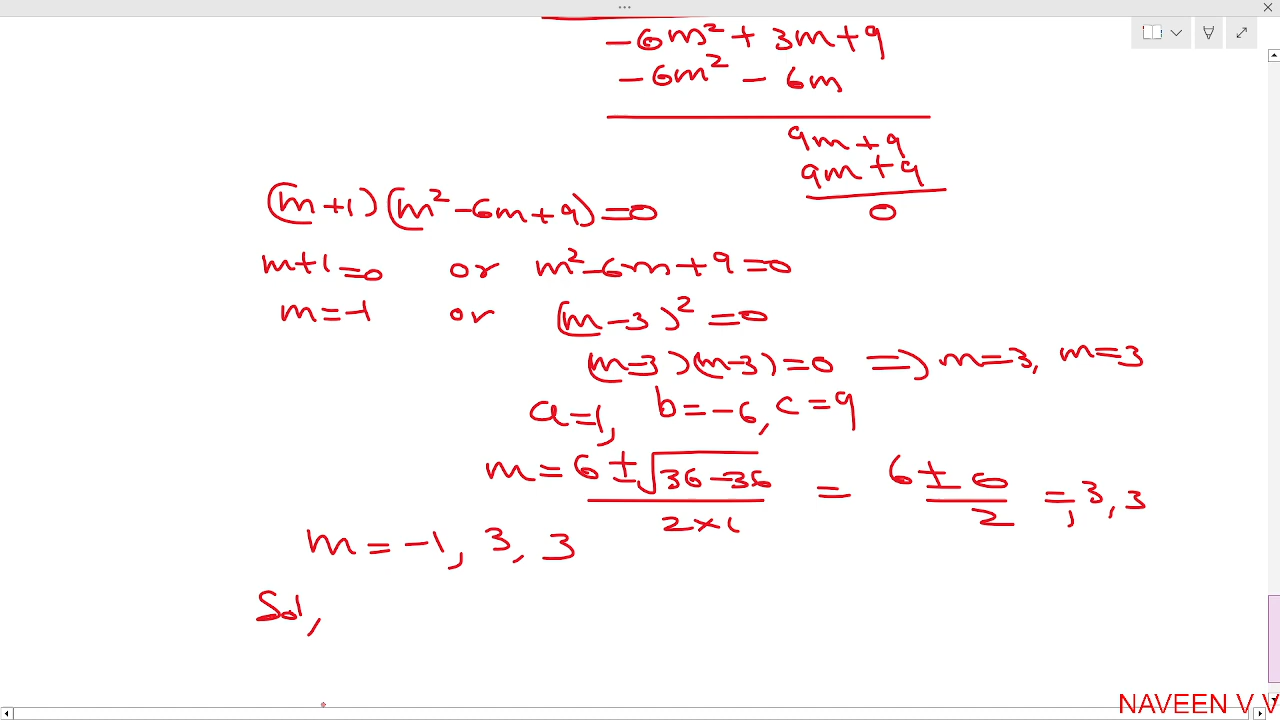 -6m² + 3m + 9
-6m² - 6m
9m + 9
9m + 9
0
(m+1)(m²-6m+9)=0
m+1=0 or m²-6m+9=0
m=-1 or (m-3)²=0
(m-3)(m-3)=0 => m=3, m=3
a=1, b=-6, c=9
m = 6 ± √36-36 / 2×1 = 6 ± 0 / 2 = 3, 3
m = -1, 3, 3
Sol,
NAVEEN V V